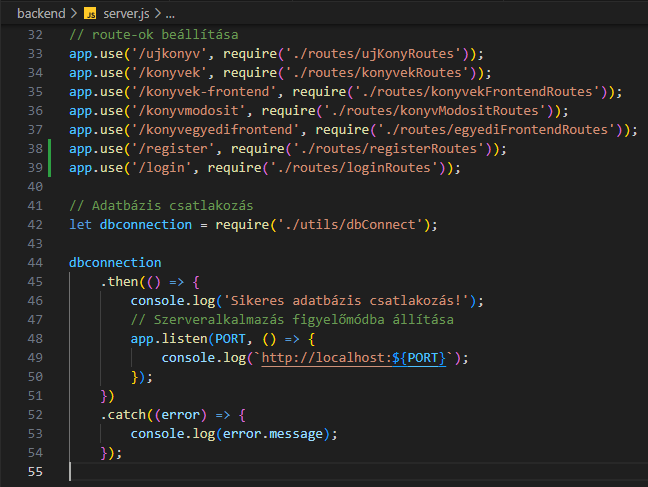 backend > server.js > ...
32 // route-ok beállítása
33 app.use('/ujkonyv', require('./routes/ujKonyRoutes'));
34 app.use('/konyvek', require('./routes/konyvekRoutes'));
35 app.use('/konyvek-frontend', require('./routes/konyvekFrontendRoutes'));
36 app.use('/konyvmodosit', require('./routes/konyvModositRoutes'));
37 app.use('/konyvegyedifrontend', require('./routes/egyediFrontendRoutes'));
38 app.use('/register', require('./routes/registerRoutes'));
39 app.use('/login', require('./routes/loginRoutes'));
40
41 // Adatbázis csatlakozás
42 let dbconnection = require('./utils/dbConnect');
43
44 dbconnection
45     .then(() => {
46         console.log('Sikeres adatbázis csatlakozás!');
47         // Szerveralkalmazás figyelőmódba állítása
48         app.listen(PORT, () => {
49             console.log(`http://localhost:${PORT}`);
50         });
51     })
52     .catch((error) => {
53         console.log(error.message);
54     });
55